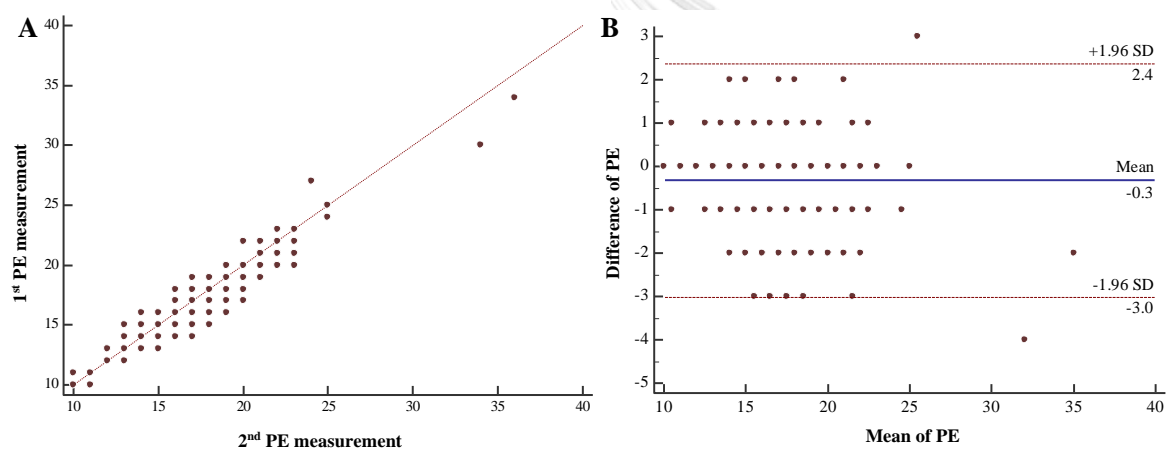 A
40
35
30
25
20
15
10
1st PE measurement
10 15 20 25 30 35 40
2nd PE measurement
B
3
2
1
0
-1
-2
-3
-4
-5
Difference of PE
+1.96 SD
2.4
Mean
-0.3
-1.96 SD
-3.0
10 15 20 25 30 35 40
Mean of PE